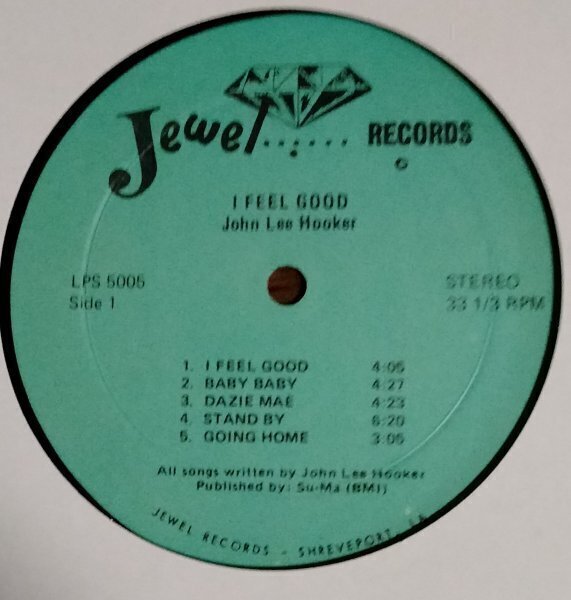 Jewel...... RECORDS
I FEEL GOOD
John Lee Hooker
LPS 5005 STEREO
Side 1 33 1/3 RPM
1. I FEEL GOOD 4:05
2. BABY BABY 4:27
3. DAZIE MAE 4:23
4. STAND BY 6:20
5. GOING HOME 3:05
All songs written by John Lee Hooker
Published by: Su-Ma (BMI)
JEWEL RECORDS - SHREVEPORT, LA